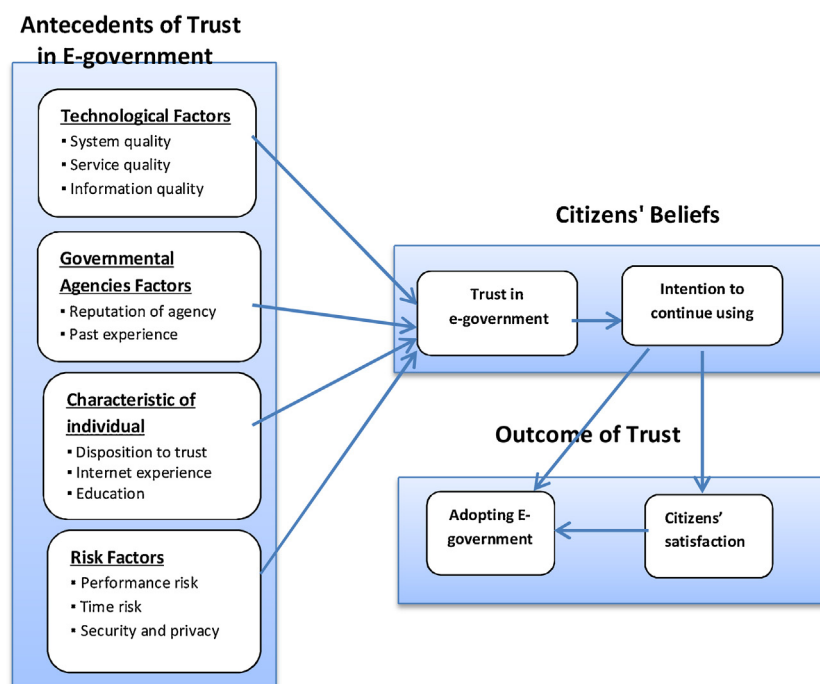 Antecedents of Trust
in E-government
Technological Factors
▪ System quality
▪ Service quality
▪ Information quality
Governmental
Agencies Factors
▪ Reputation of agency
▪ Past experience
Characteristic of
individual
▪ Disposition to trust
▪ Internet experience
▪ Education
Risk Factors
▪ Performance risk
▪ Time risk
▪ Security and privacy
Citizens' Beliefs
Trust in
e-government
Intention to
continue using
Outcome of Trust
Adopting E-
government
Citizens’
satisfaction